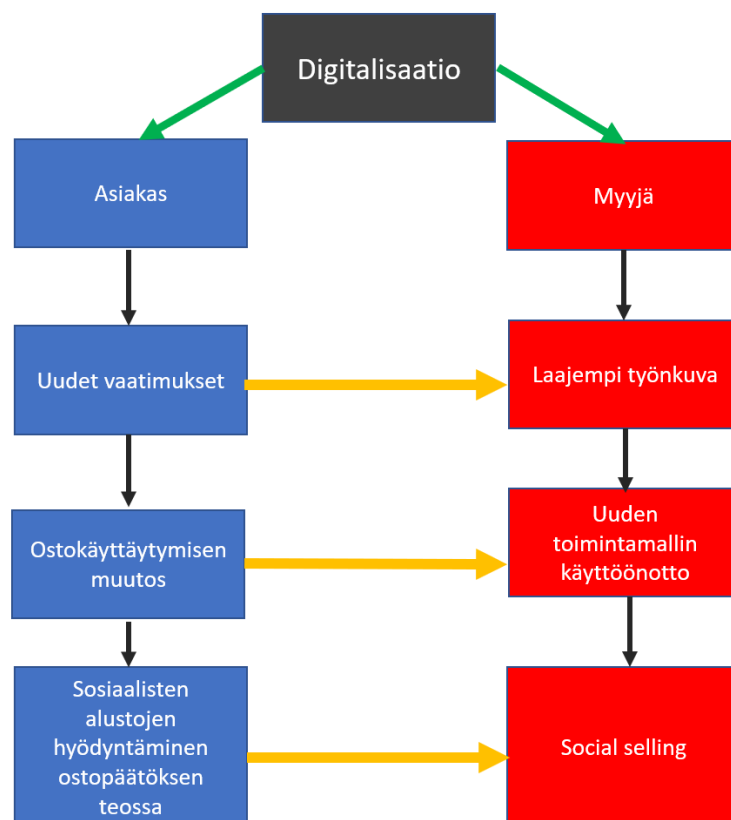 Digitalisaatio
Asiakas
Myyjä
Uudet vaatimukset
Laajempi työnkuva
Ostokäyttäytymisen
muutos
Uuden
toimintamallin
käyttöönotto
Sosiaalisten
alustojen
hyödyntäminen
ostopäätöksen
teossa
Social selling